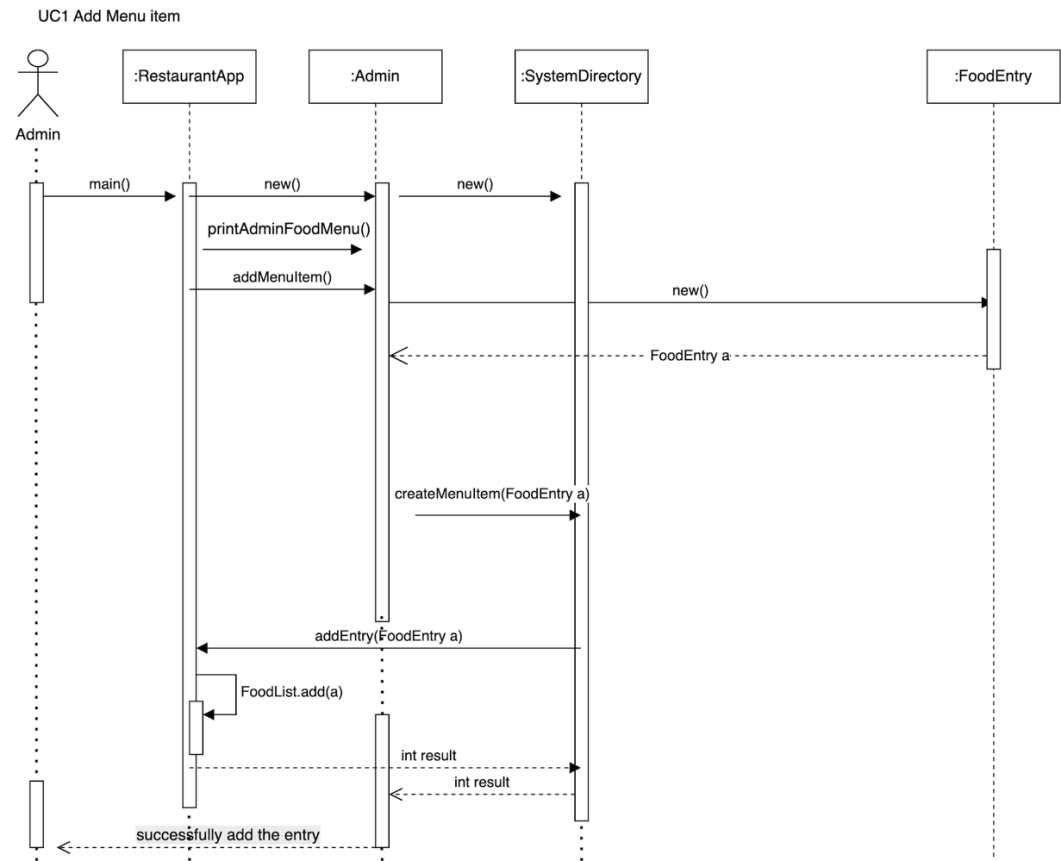 UC1 Add Menu item
:RestaurantApp
:Admin
:SystemDirectory
:FoodEntry
Admin
main()
new()
new()
printAdminFoodMenu()
addMenuItem()
new()
FoodEntry a
createMenuItem(FoodEntry a)
addEntry(FoodEntry a)
FoodList.add(a)
int result
int result
successfully add the entry